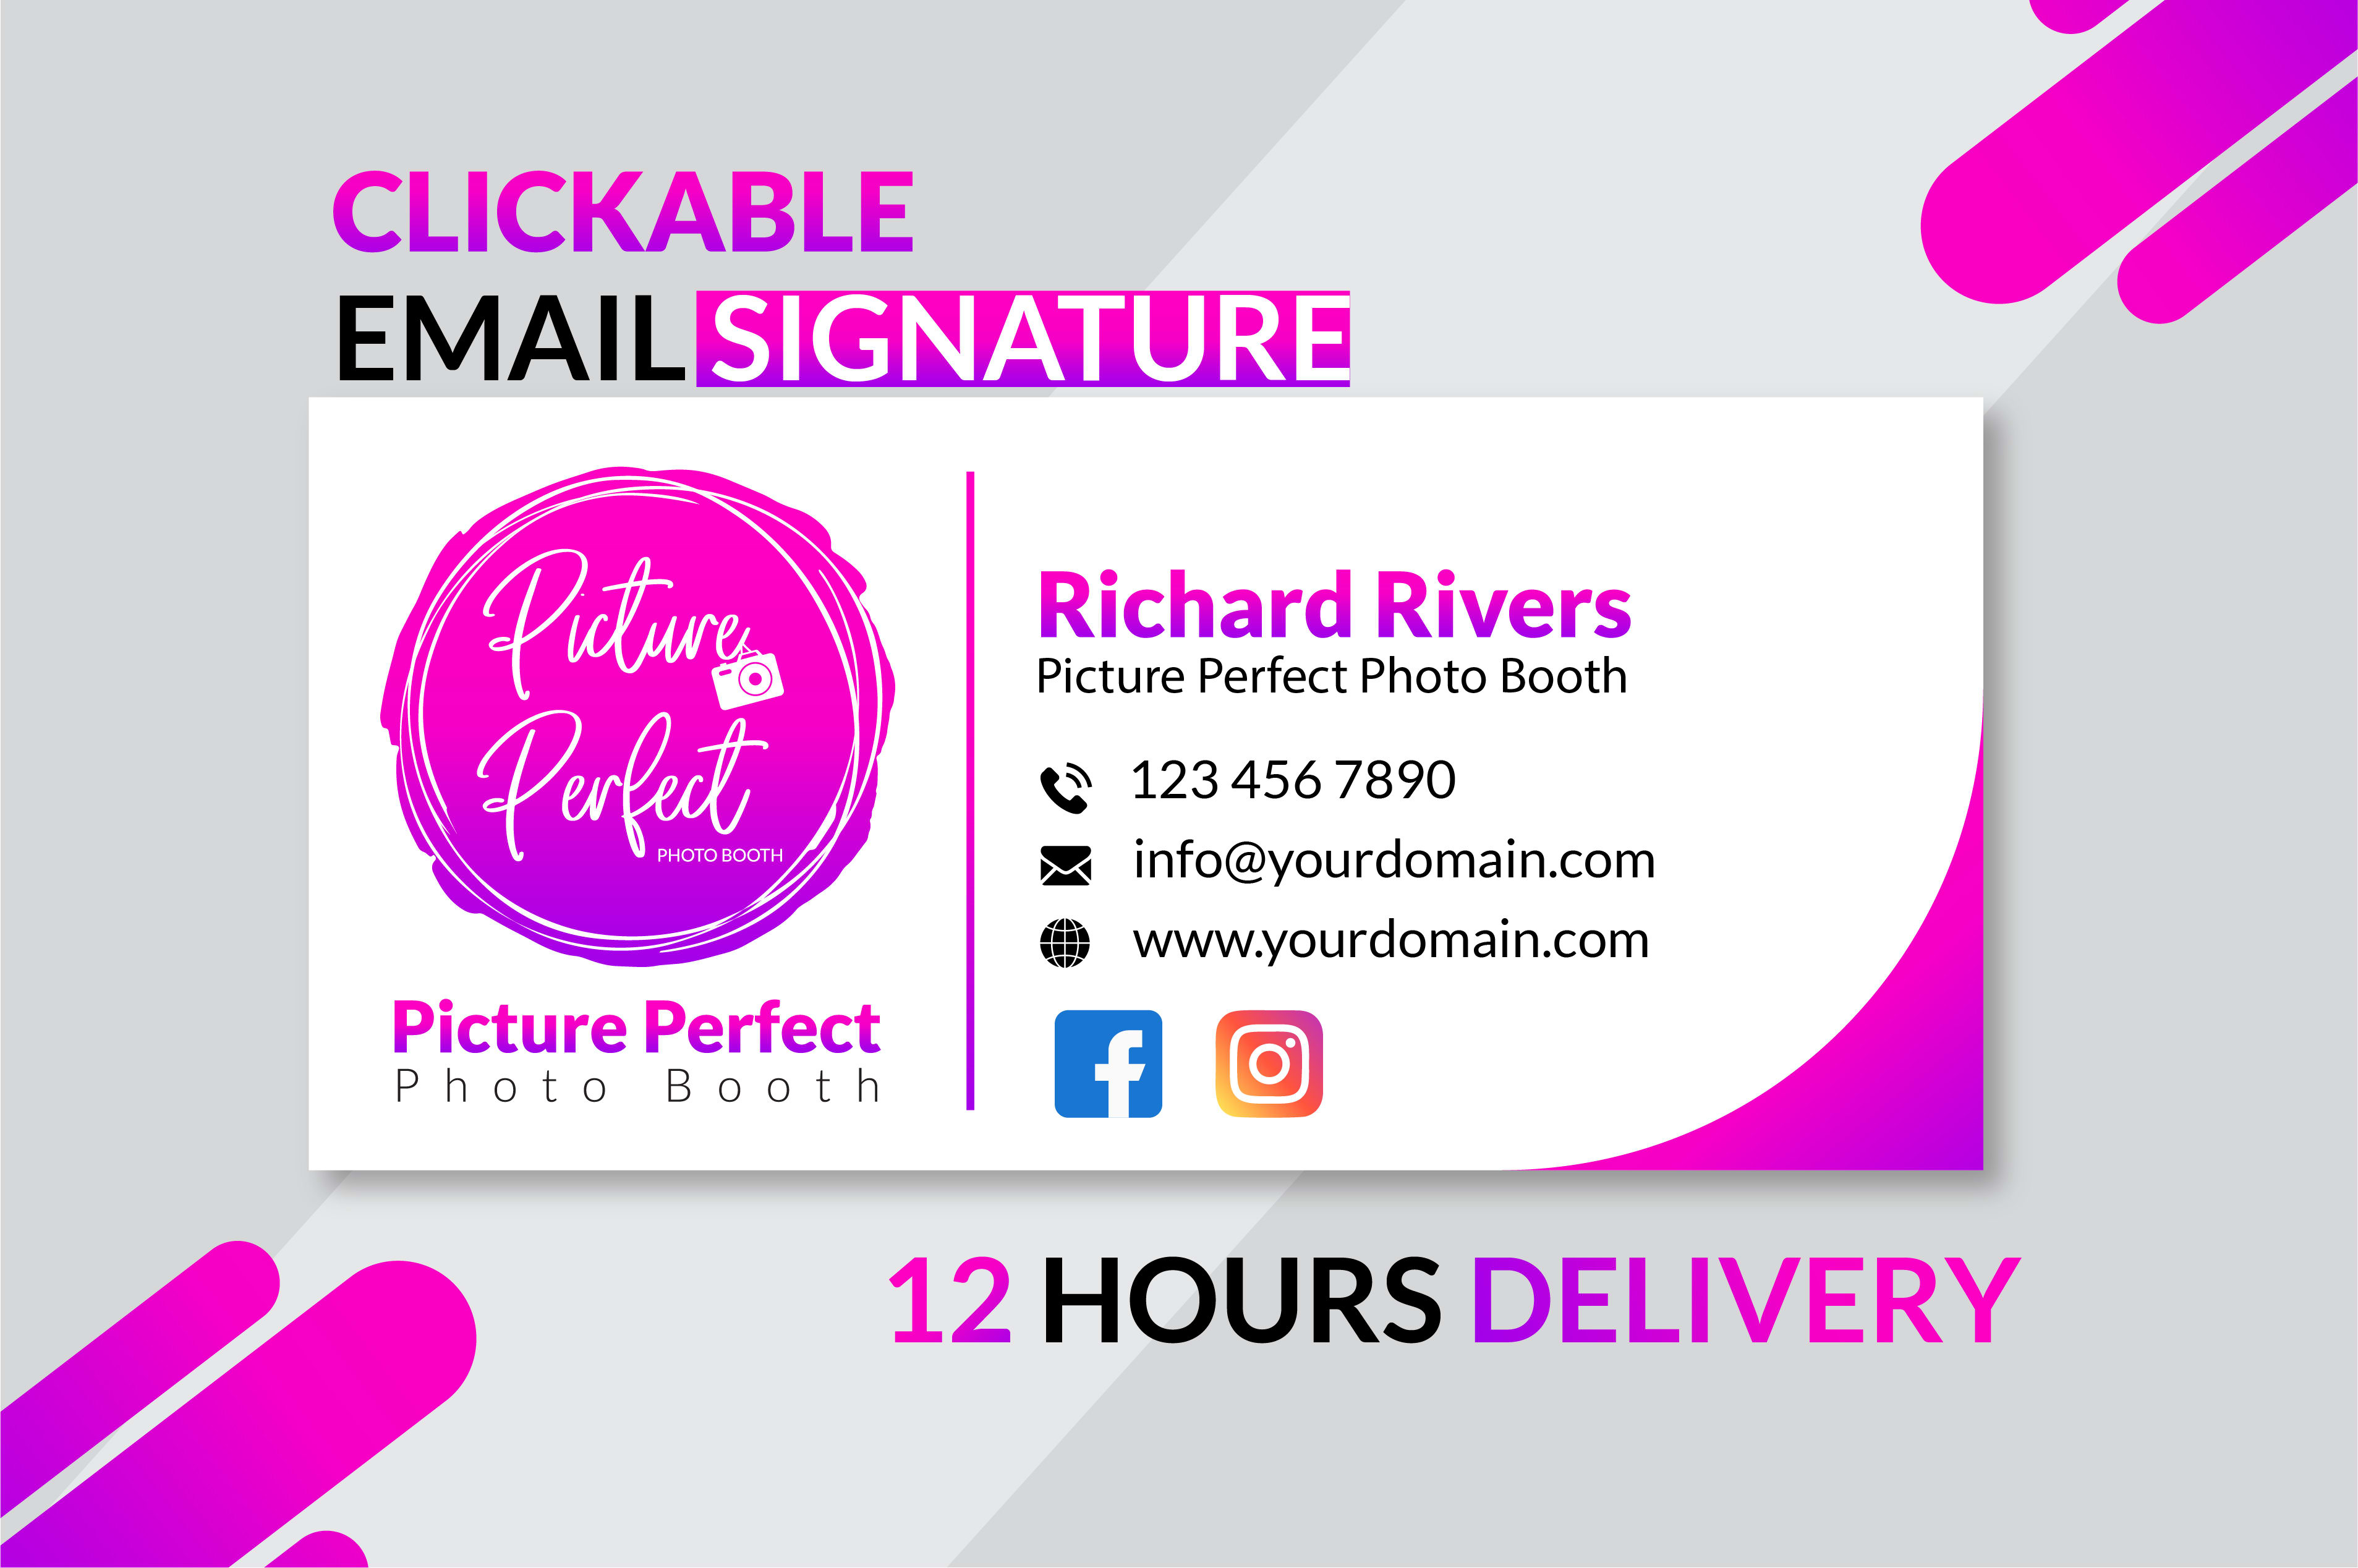 CLICKABLE
EMAIL SIGNATURE
Picture
Perfect
PHOTO BOOTH
Picture Perfect
Photo Booth
Richard Rivers
Picture Perfect Photo Booth
123 456 7890
info@yourdomain.com
www.yourdomain.com
12 HOURS DELIVERY